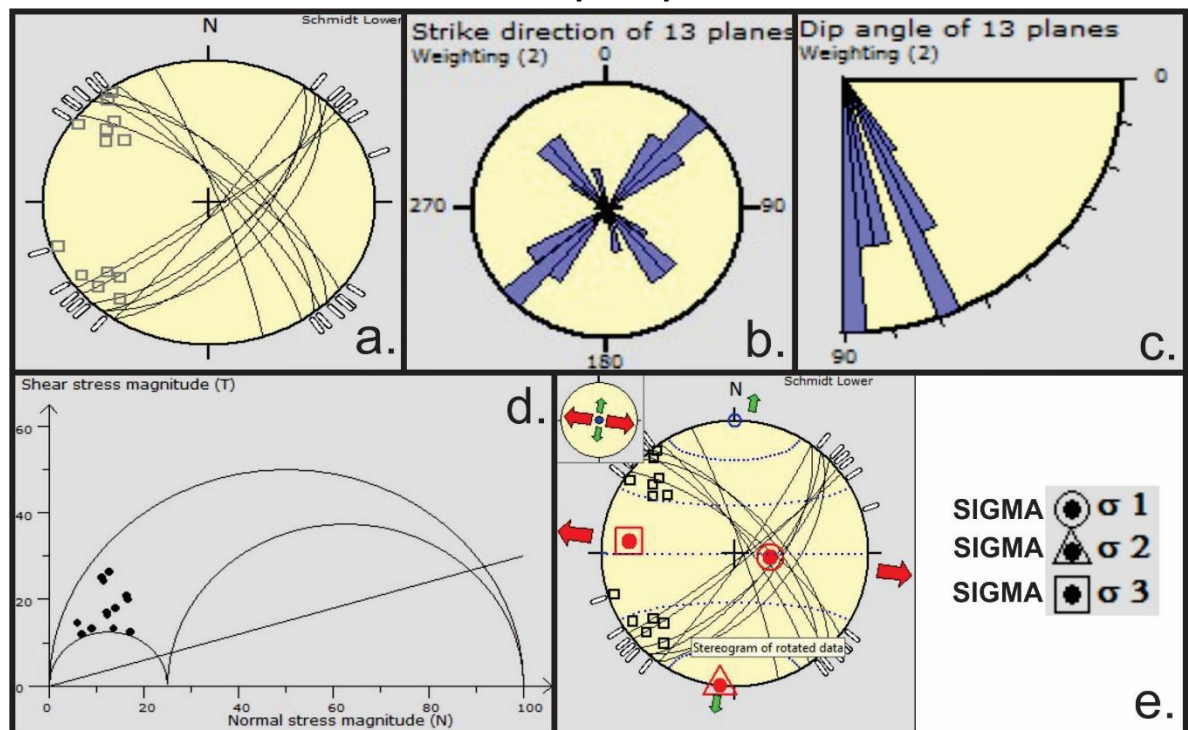 Schmidt Lower
N
a.
Strike direction of 13 planes
Weighting (2)
0
270
90
180
b.
Dip angle of 13 planes
Weighting (2)
0
90
c.
Shear stress magnitude (T)
d.
60
40
20
0
0
20
40
60
80
100
Normal stress magnitude (N)
N
Schmidt Lower
Stereogram of rotated data
SIGMA σ 1
SIGMA σ 2
SIGMA σ 3
e.